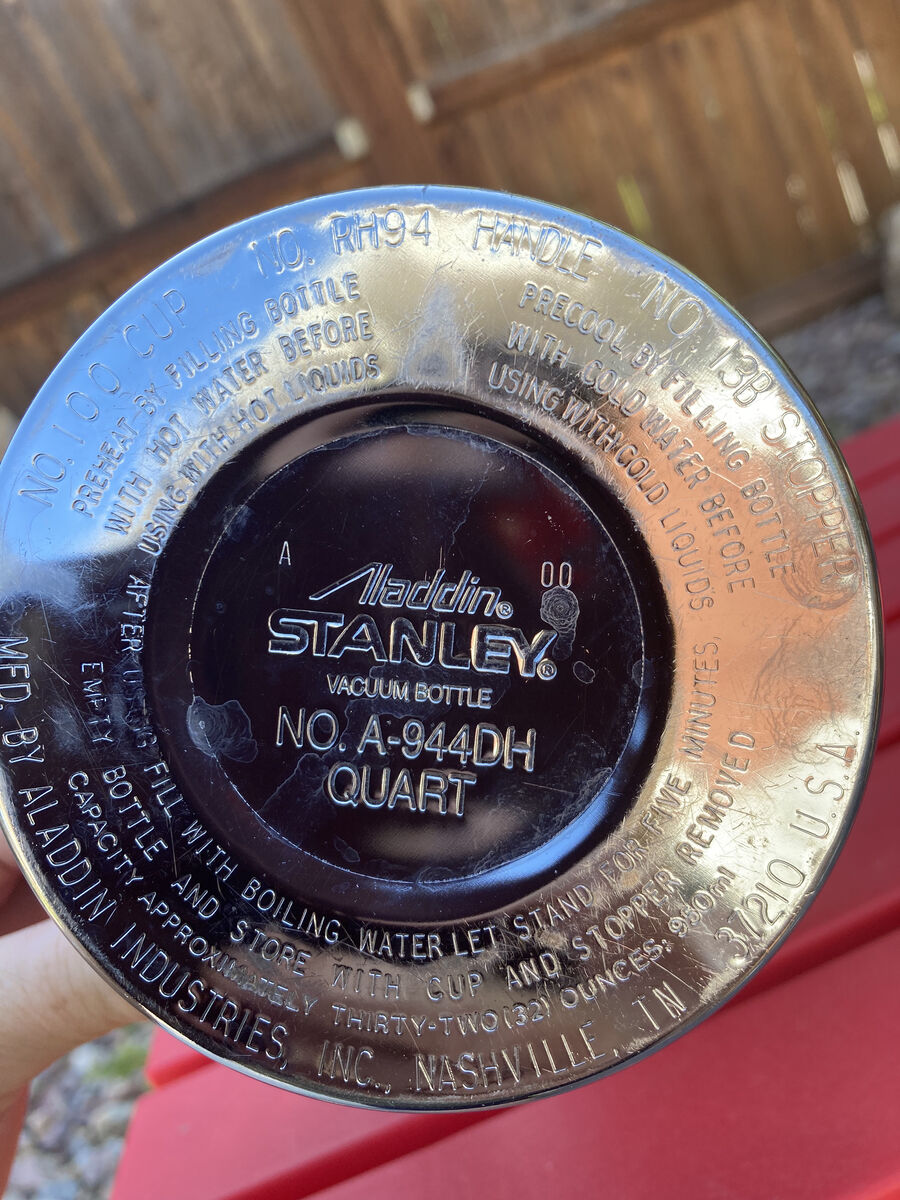 NO. 100 CUP NO. RH94 HANDLE NO. 13B STOPPER
PREHEAT BY FILLING BOTTLE
WITH HOT WATER BEFORE
USING WITH HOT LIQUIDS
PRECOOL BY FILLING BOTTLE
WITH COLD WATER BEFORE
USING WITH COLD LIQUIDS
A
00
Aladdin®
STANLEY®
VACUUM BOTTLE
NO. A-944DH
QUART
AFTER USING FILL WITH BOILING WATER LET STAND FOR FIVE MINUTES,
EMPTY BOTTLE AND STORE WITH CUP AND STOPPER REMOVED
CAPACITY APPROXIMATELY THIRTY-TWO (32) OUNCES: 950ml
MFD. BY ALADDIN INDUSTRIES, INC., NASHVILLE, TN 37210 U.S.A.